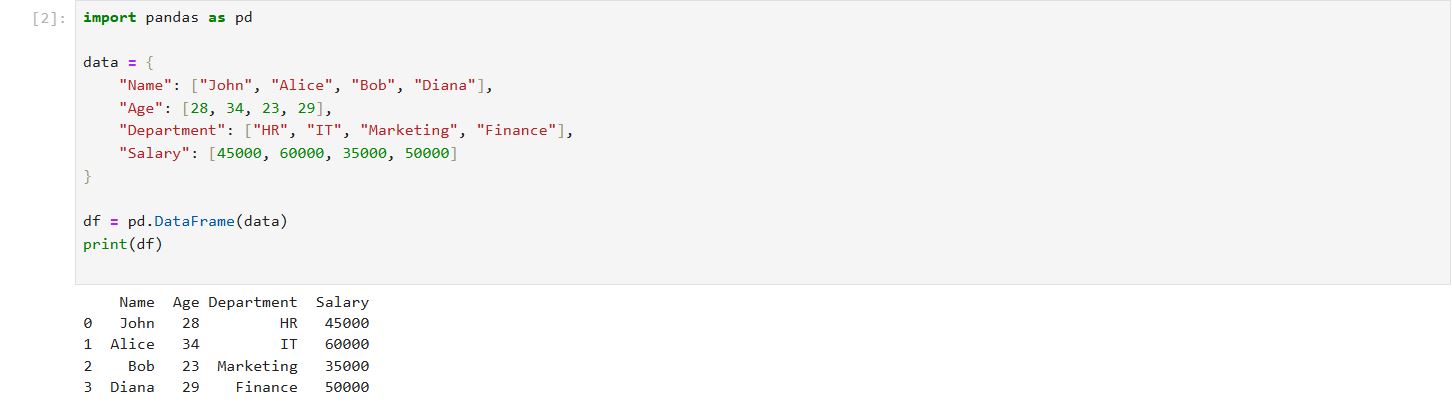 [2]: import pandas as pd
data = {
    "Name": ["John", "Alice", "Bob", "Diana"],
    "Age": [28, 34, 23, 29],
    "Department": ["HR", "IT", "Marketing", "Finance"],
    "Salary": [45000, 60000, 35000, 50000]
}
df = pd.DataFrame(data)
print(df)
    Name  Age Department  Salary
0   John   28         HR   45000
1  Alice   34         IT   60000
2    Bob   23  Marketing   35000
3  Diana   29    Finance   50000